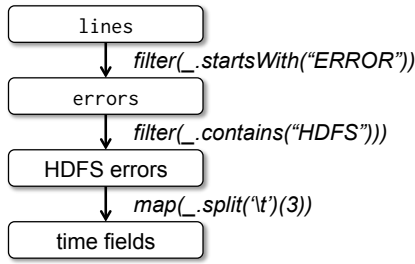 lines
filter(_.startsWith(“ERROR”))
errors
filter(_.contains(“HDFS”)))
HDFS errors
map(_.split(‘\t’)(3))
time fields